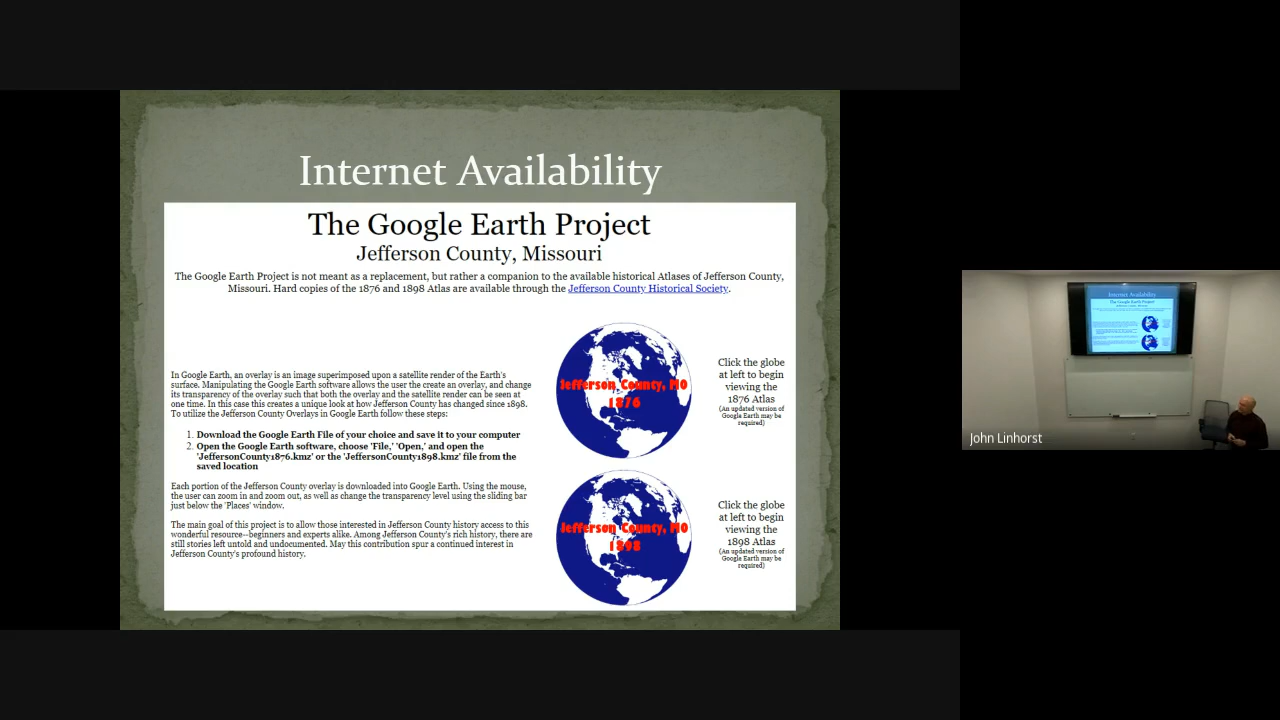 Internet Availability
The Google Earth Project
Jefferson County, Missouri
The Google Earth Project is not meant as a replacement, but rather a companion to the available historical Atlases of Jefferson County,
Missouri. Hard copies of the 1876 and 1898 Atlas are available through the Jefferson County Historical Society.
In Google Earth, an overlay is an image superimposed upon a satellite render of the Earth's
surface. Manipulating the Google Earth software allows the user the create an overlay, and change
its transparency of the overlay such that both the overlay and the satellite render can be seen at
one time. In this case this creates a unique look at how Jefferson County has changed since 1898.
To utilize the Jefferson County Overlays in Google Earth follow these steps:
1. Download the Google Earth File of your choice and save it to your computer
2. Open the Google Earth software, choose 'File,' 'Open,' and open the
'JeffersonCounty1876.kmz' or the 'JeffersonCounty1898.kmz' file from the
saved location
Each portion of the Jefferson County overlay is downloaded into Google Earth. Using the mouse,
the user can zoom in and zoom out, as well as change the transparency level using the sliding bar
just below the 'Places' window.
The main goal of this project is to allow those interested in Jefferson County history access to this
wonderful resource--beginners and experts alike. Among Jefferson County's rich history, there are
still stories left untold and undocumented. May this contribution spur a continued interest in
Jefferson County's profound history.
Jefferson County, MO
1876
Click the globe
at left to begin
viewing the
1876 Atlas
(An updated version of
Google Earth may be
required)
Jefferson County, MO
1898
Click the globe
at left to begin
viewing the
1898 Atlas
(An updated version of
Google Earth may be
required)
Internet Availability
The Google Earth Project
John Linhorst